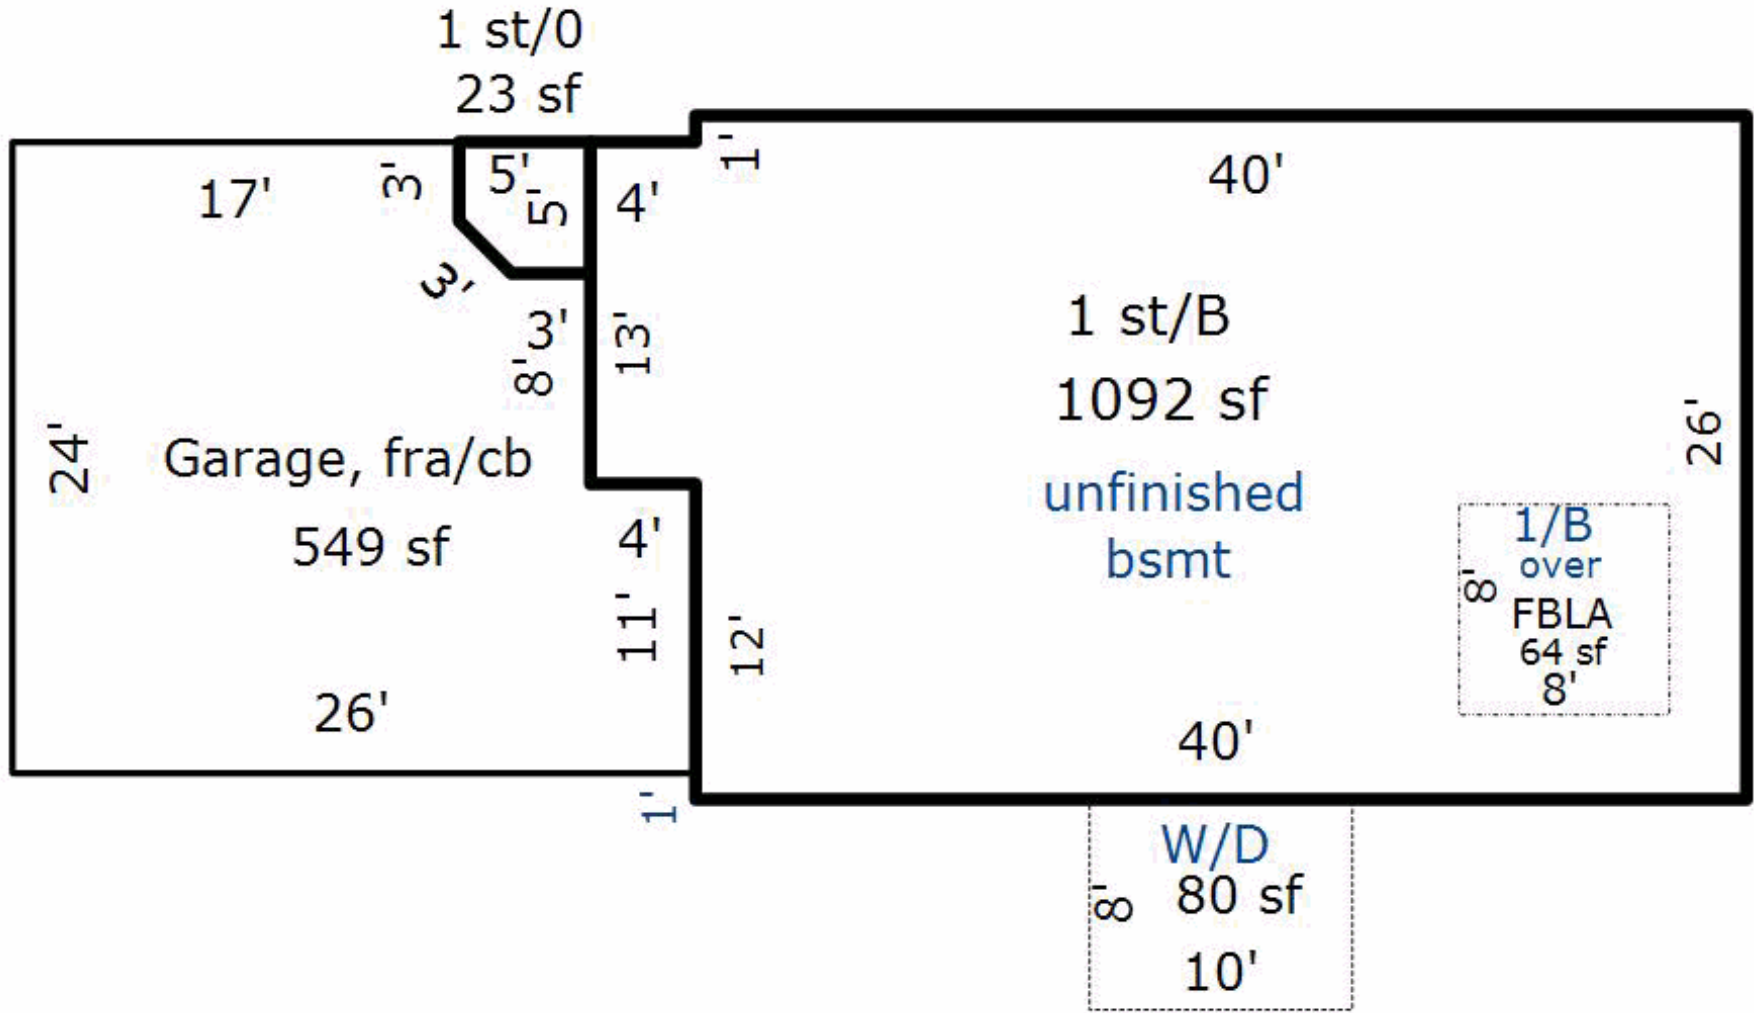 1 st/0
23 sf
1'
40'
17'
3'
5'
5'
4'
3'
3'
8'
13'
1 st/B
1092 sf
unfinished
bsmt
26'
24'
Garage, fra/cb
549 sf
4'
11'
12'
26'
1'
40'
1/B
over
8'
FBLA
64 sf
8'
W/D
8'
80 sf
10'